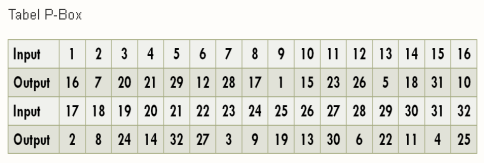 Tabel P-Box
Input 1 2 3 4 5 6 7 8 9 10 11 12 13 14 15 16
Output 16 7 20 21 29 12 28 17 1 15 23 26 5 18 31 10
Input 17 18 19 20 21 22 23 24 25 26 27 28 29 30 31 32
Output 2 8 24 14 32 27 3 9 19 13 30 6 22 11 4 25